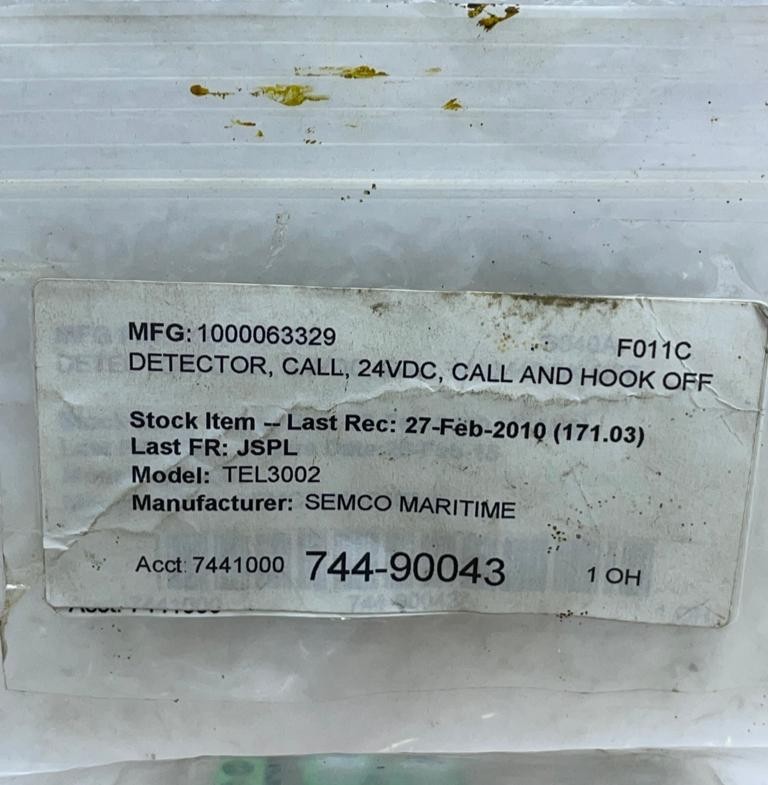 MFG: 1000063329 F011C
DETECTOR, CALL, 24VDC, CALL AND HOOK OFF
Stock Item -- Last Rec: 27-Feb-2010 (171.03)
Last FR: JSPL
Model: TEL3002
Manufacturer: SEMCO MARITIME
Acct: 7441000 744-90043 1 OH